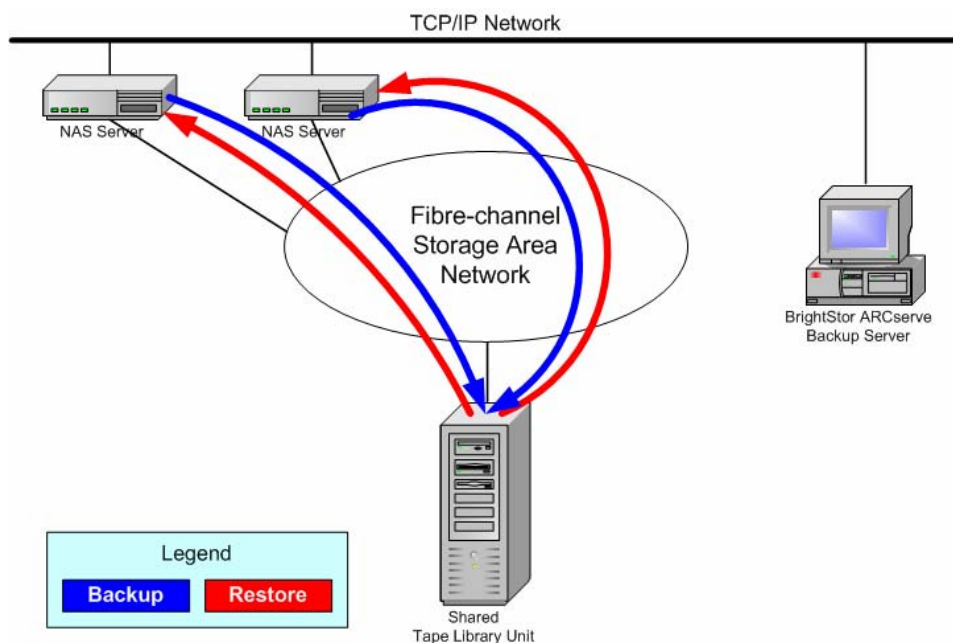 TCP/IP Network
NAS Server
NAS Server
Fibre-channel
Storage Area
Network
BrightStor ARCserve
Backup Server
Legend
Backup
Restore
Shared
Tape Library Unit